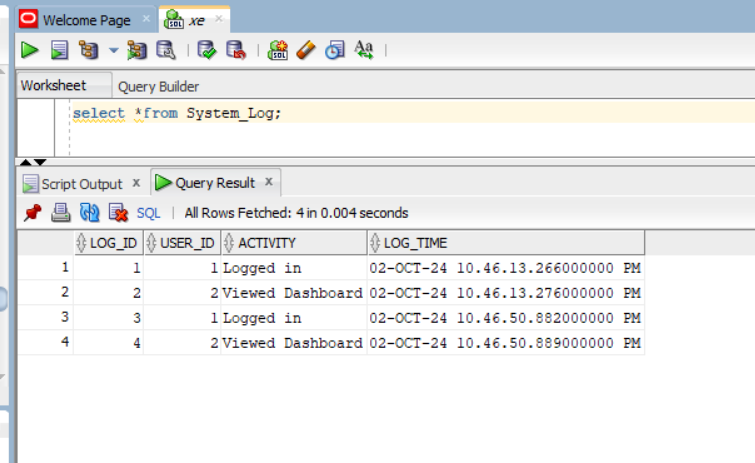 Welcome Page xe
Worksheet Query Builder
select *from System_Log;
Script Output x Query Result x
SQL | All Rows Fetched: 4 in 0.004 seconds
LOG_ID USER_ID ACTIVITY LOG_TIME
1 1 1 Logged in 02-OCT-24 10.46.13.266000000 PM
2 2 2 Viewed Dashboard 02-OCT-24 10.46.13.276000000 PM
3 3 1 Logged in 02-OCT-24 10.46.50.882000000 PM
4 4 2 Viewed Dashboard 02-OCT-24 10.46.50.889000000 PM